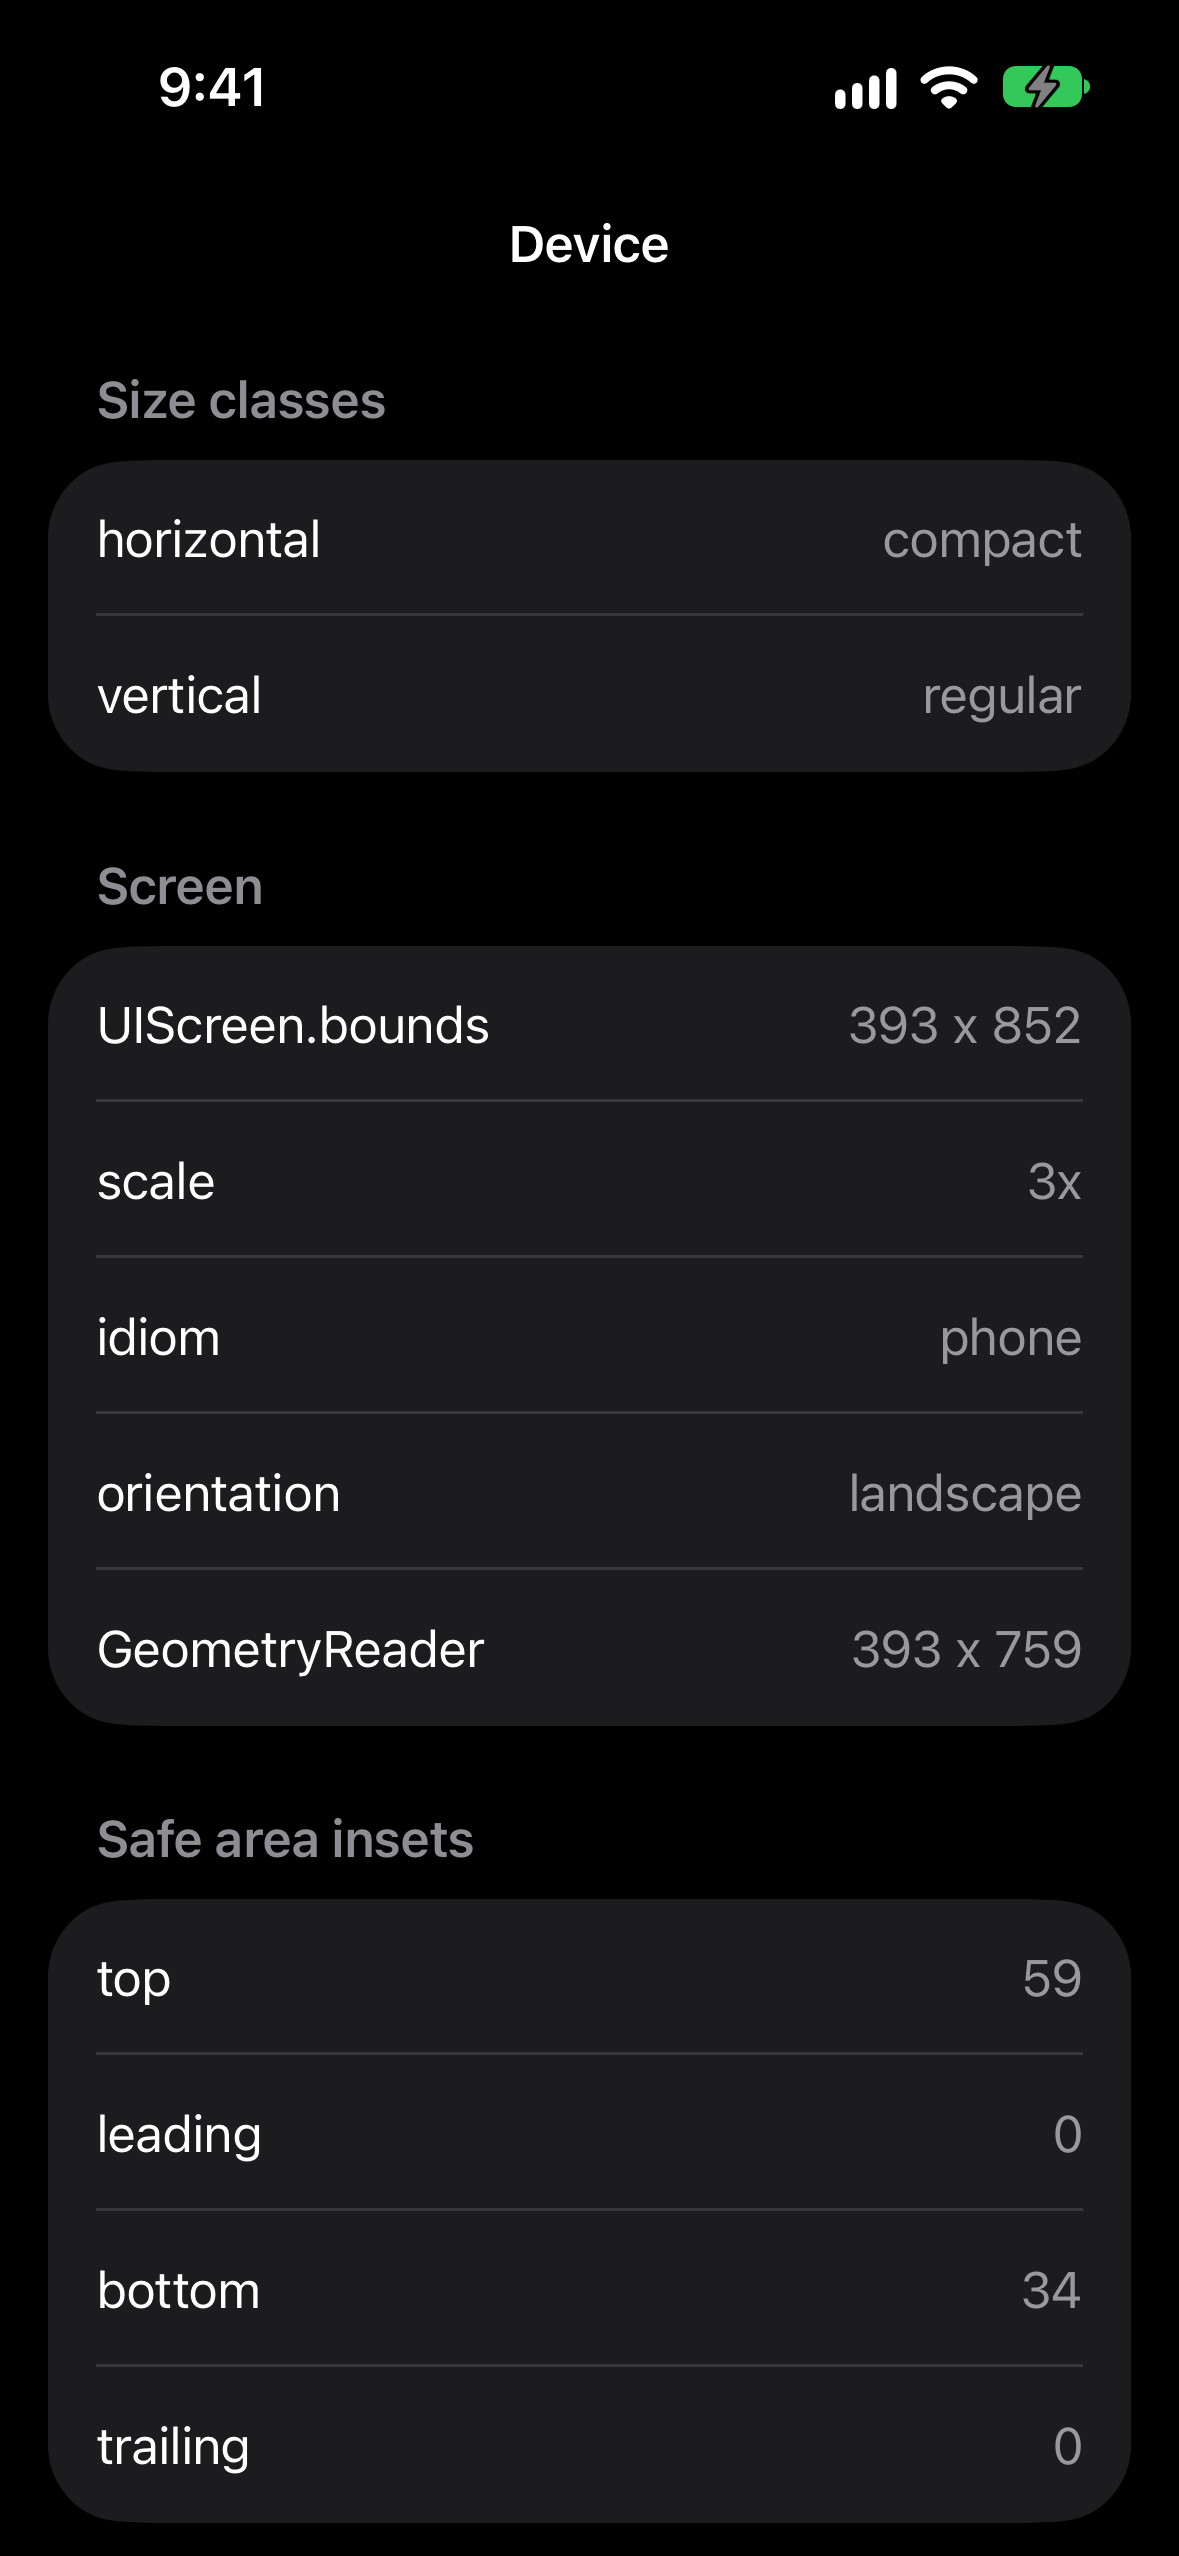 9:41
Device
Size classes
horizontal compact
vertical regular
Screen
UIScreen.bounds 393 x 852
scale 3x
idiom phone
orientation landscape
GeometryReader 393 x 759
Safe area insets
top 59
leading 0
bottom 34
trailing 0